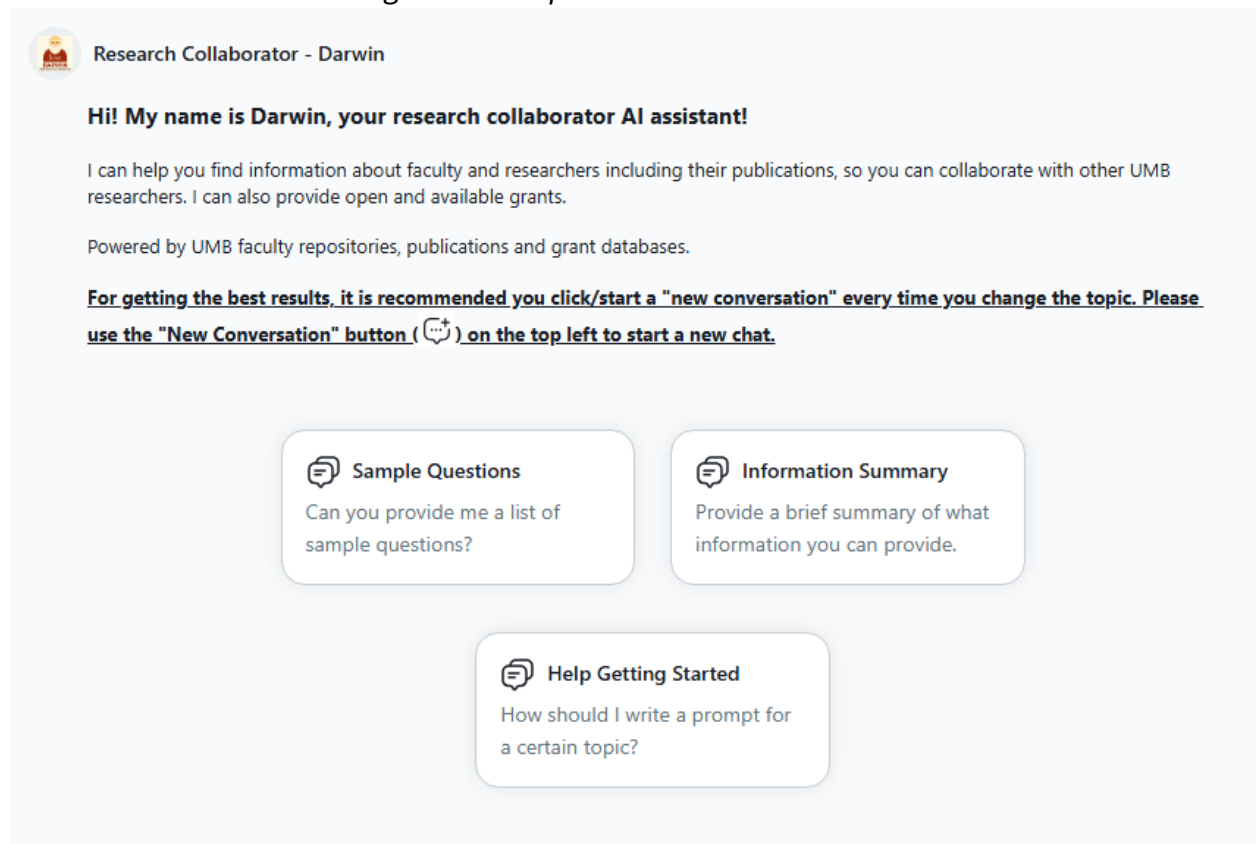 Research Collaborator - Darwin
Hi! My name is Darwin, your research collaborator AI assistant!
I can help you find information about faculty and researchers including their publications, so you can collaborate with other UMB
researchers. I can also provide open and available grants.
Powered by UMB faculty repositories, publications and grant databases.
For getting the best results, it is recommended you click/start a "new conversation" every time you change the topic. Please
use the "New Conversation" button ( ) on the top left to start a new chat.
Sample Questions
Can you provide me a list of
sample questions?
Information Summary
Provide a brief summary of what
information you can provide.
Help Getting Started
How should I write a prompt for
a certain topic?